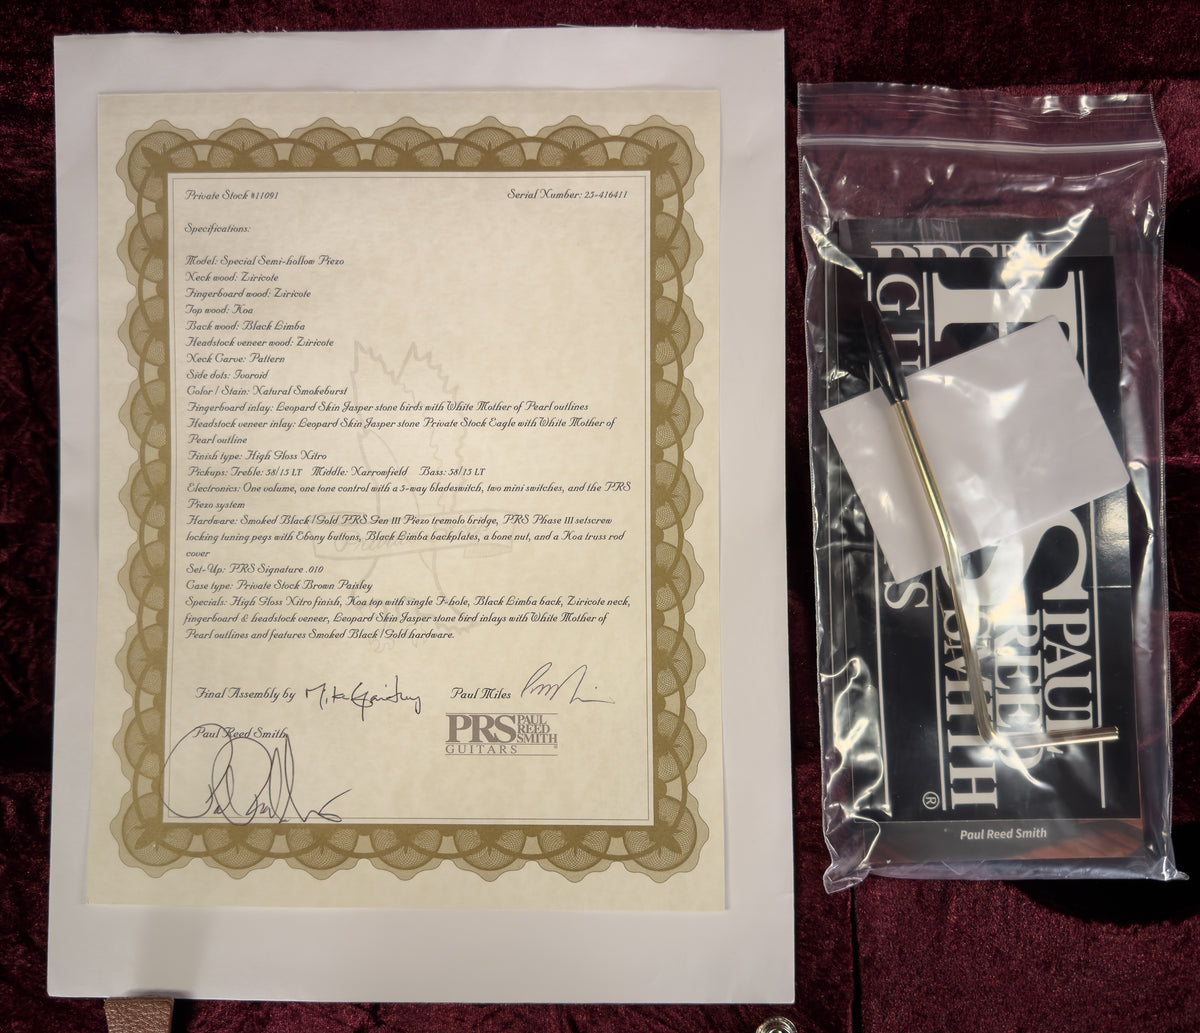 Private Stock #11091
Serial Number: 25-416411
Specifications:
Model: Special Semi-hollow Piezo
Neck wood: Ziricote
Fingerboard wood: Ziricote
Top wood: Koa
Back wood: Black Limba
Headstock veneer wood: Ziricote
Neck Carve: Pattern
Side dots: Ivoroid
Color / Stain: Natural Smokeburst
Fingerboard inlay: Leopard Skin Jasper stone birds with White Mother of Pearl outlines
Headstock veneer inlay: Leopard Skin Jasper stone Private Stock Eagle with White Mother of
Pearl outline
Finish type: High Gloss Nitro
Pickups: Treble: 58/15 LT Middle: Narrowfield Bass: 58/15 LT
Electronics: One volume, one tone control with a 5-way bladeswitch, two mini switches, and the PRS
Piezo system
Hardware: Smoked Black / Gold PRS Gen III Piezo tremolo bridge, PRS Phase III setscrew
locking tuning pegs with Ebony buttons, Black Limba backplates, a bone nut, and a Koa truss rod
cover
Set-Up: PRS Signature .010
Case type: Private Stock Brown Paisley
Specials: High Gloss Nitro finish, Koa top with single F-hole, Black Limba back, Ziricote neck,
fingerboard & headstock veneer, Leopard Skin Jasper stone bird inlays with White Mother of
Pearl outlines and features Smoked Black / Gold hardware.
Final Assembly by
Paul Miles
Paul Reed Smith
PRS PAUL REED SMITH
GUITARS
PAUL
REED
SMITH
®
Paul Reed Smith